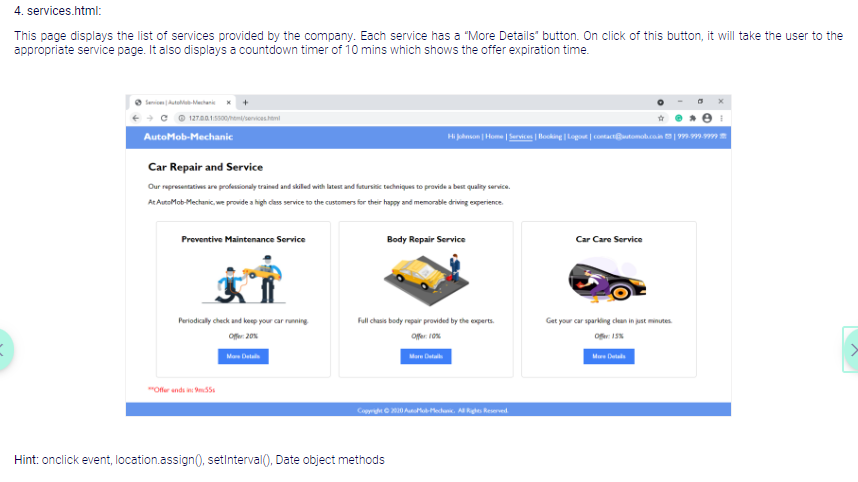 4. services.html:
This page displays the list of services provided by the company. Each service has a “More Details” button. On click of this button, it will take the user to the
appropriate service page. It also displays a countdown timer of 10 mins which shows the offer expiration time.
Services | AutoMob-Mechanic
127.0.0.1:5500/html/services.html
AutoMob-Mechanic
Hi Johnson | Home | Services | Booking | Logout | contact@automob.co.in | 999-999-9999
Car Repair and Service
Our representatives are professionaly trained and skilled with latest and futursitic techniques to provide a best quality service.
At AutoMob-Mechanic, we provide a high class service to the customers for their happy and memorable driving experience.
Preventive Maintenance Service
Body Repair Service
Car Care Service
Periodically check and keep your car running.
Full chasis body repair provided by the experts.
Get your car sparkling clean in just minutes.
Offer: 20%
Offer: 10%
Offer: 15%
More Details
More Details
More Details
**Offer ends in: 9m:55s
Copyright © 2020 AutoMob-Mechanic. All Rights Reserved.
Hint: onclick event, location.assign(), setInterval(), Date object methods